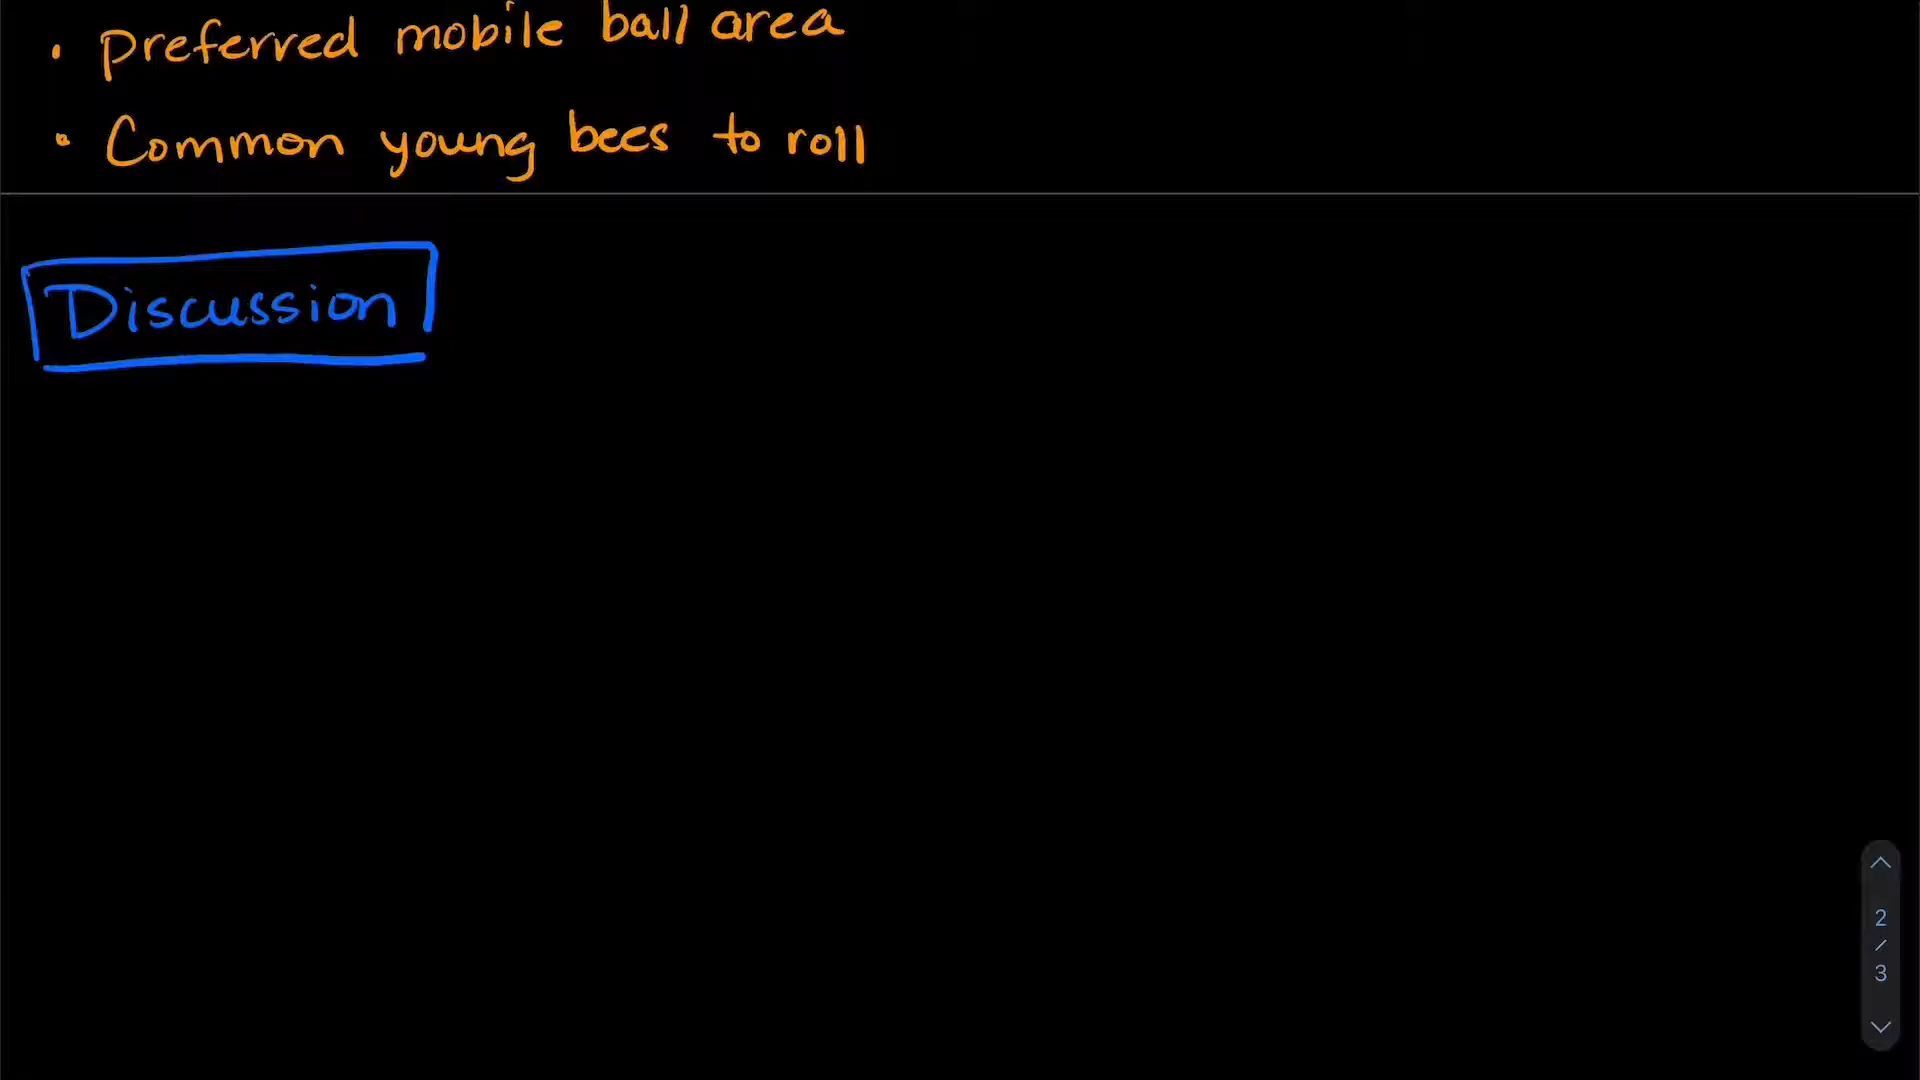 • preferred mobile ball area
• Common young bees to roll
Discussion
2
/
3